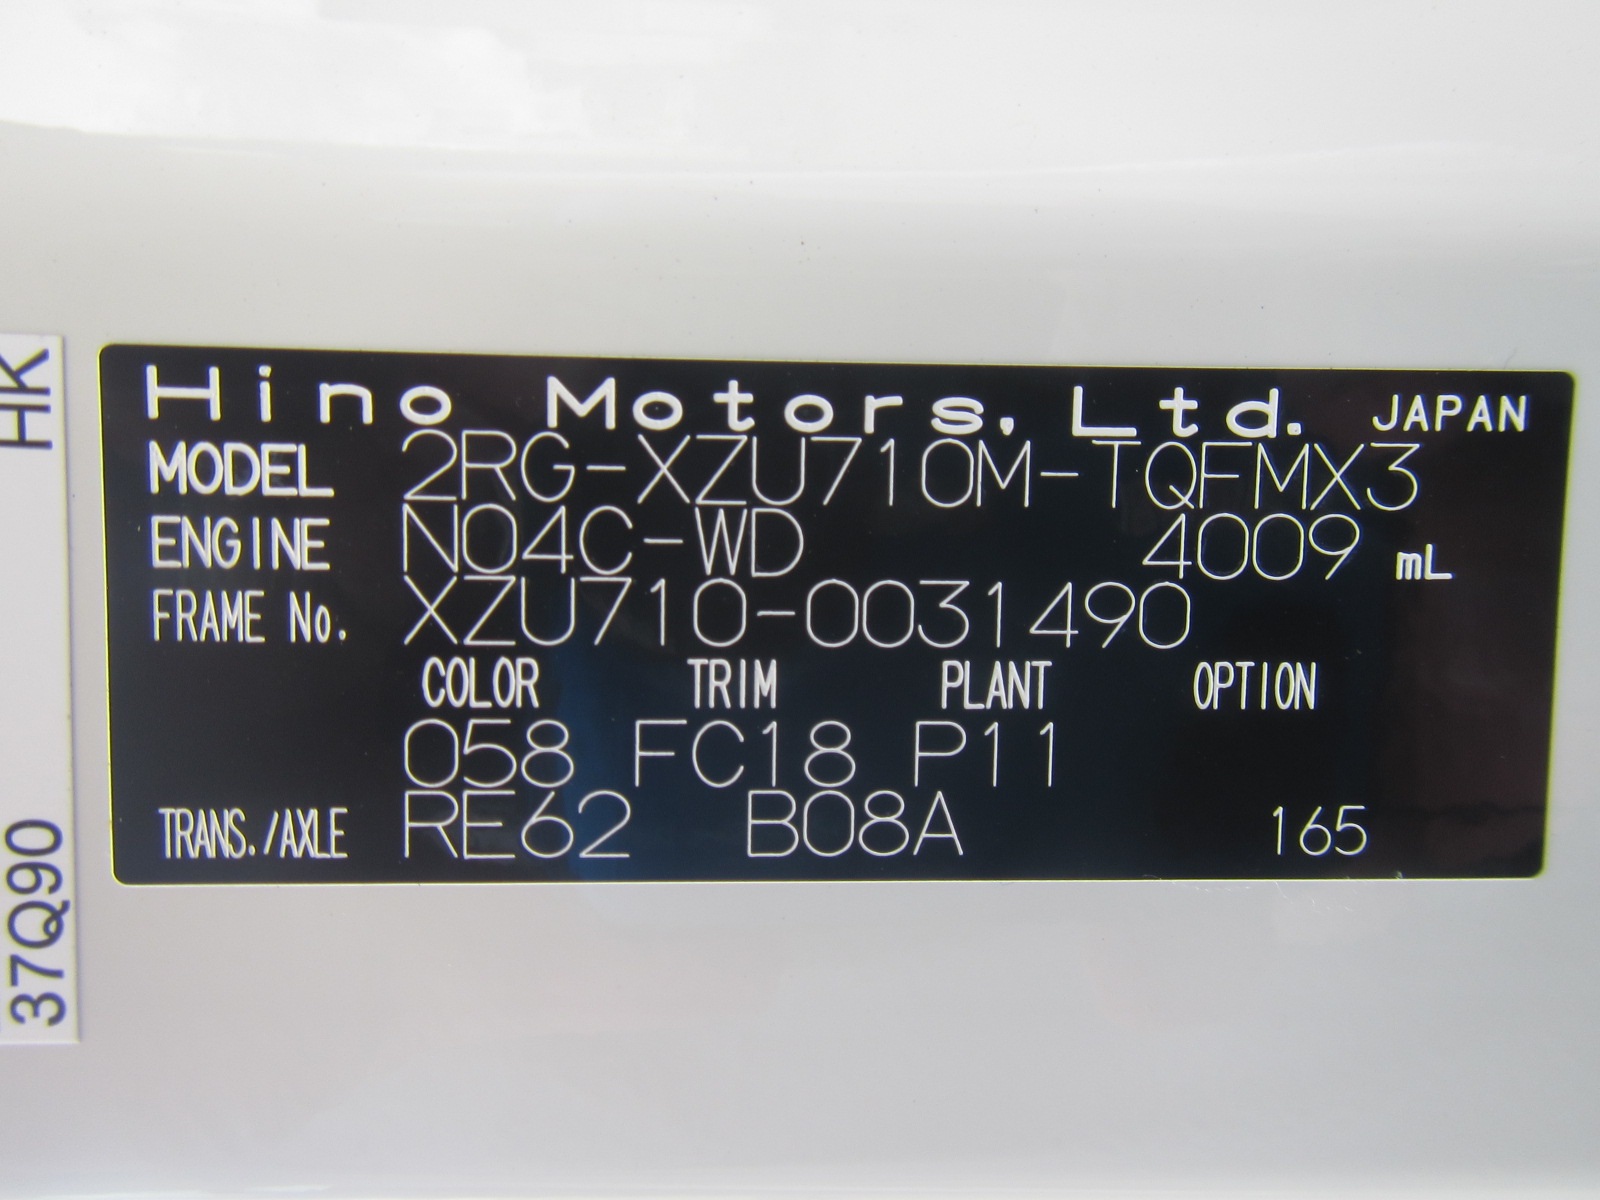 Hino Motors, Ltd. JAPAN
MODEL 2RG-XZU710M-TQFMX3
ENGINE N04C-WD 4009 mL
FRAME No. XZU710-0031490
COLOR TRIM PLANT OPTION
058 FC18 P11
TRANS./AXLE RE62 B08A 165
37Q90 HK